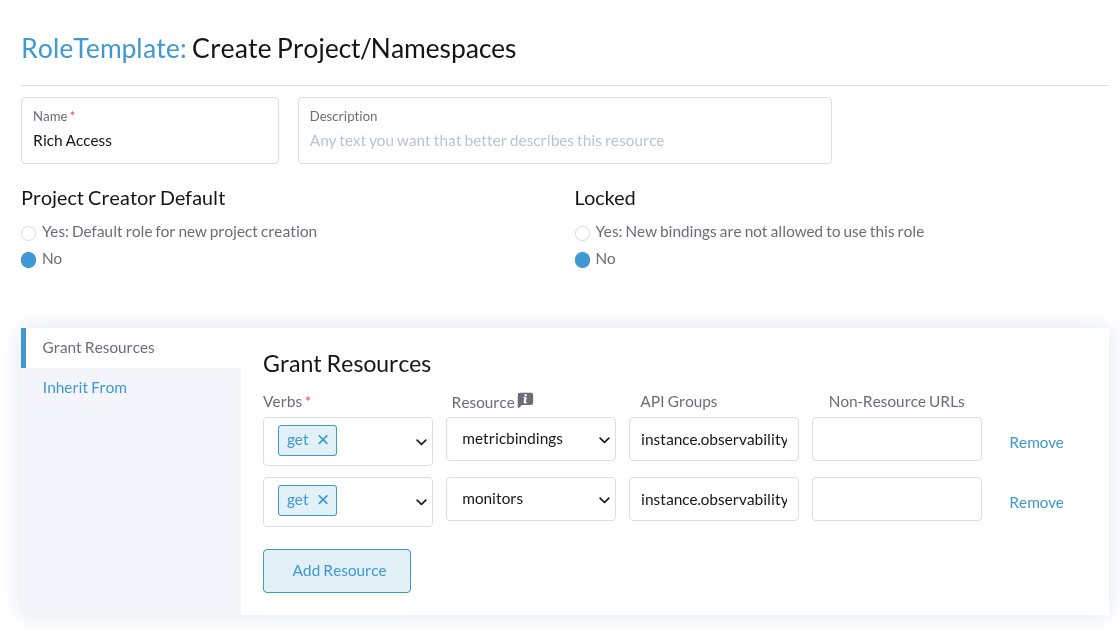 RoleTemplate: Create Project/Namespaces
Name *
Rich Access
Description
Any text you want that better describes this resource
Project Creator Default
Yes: Default role for new project creation
No
Locked
Yes: New bindings are not allowed to use this role
No
Grant Resources
Inherit From
Grant Resources
Verbs * Resource API Groups Non-Resource URLs
get metricbindings instance.observability Remove
get monitors instance.observability Remove
Add Resource